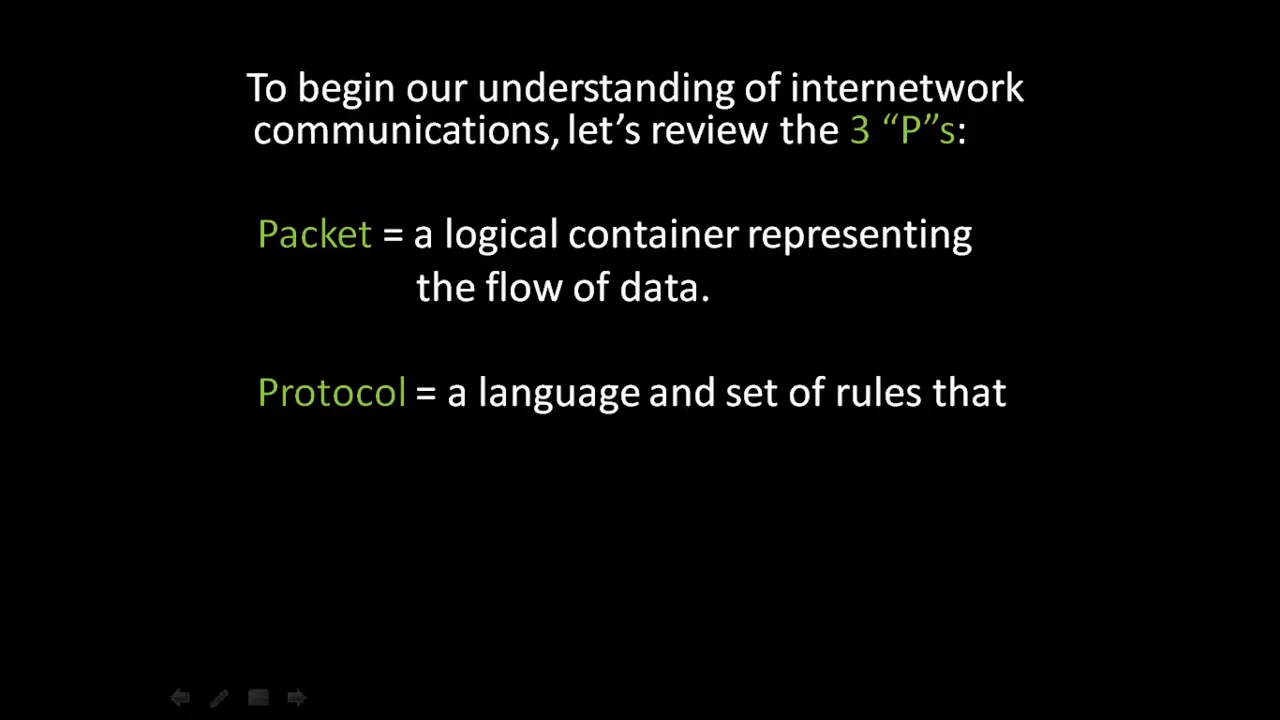 To begin our understanding of internetwork
communications, let’s review the 3 “P”s:
Packet = a logical container representing
the flow of data.
Protocol = a language and set of rules that